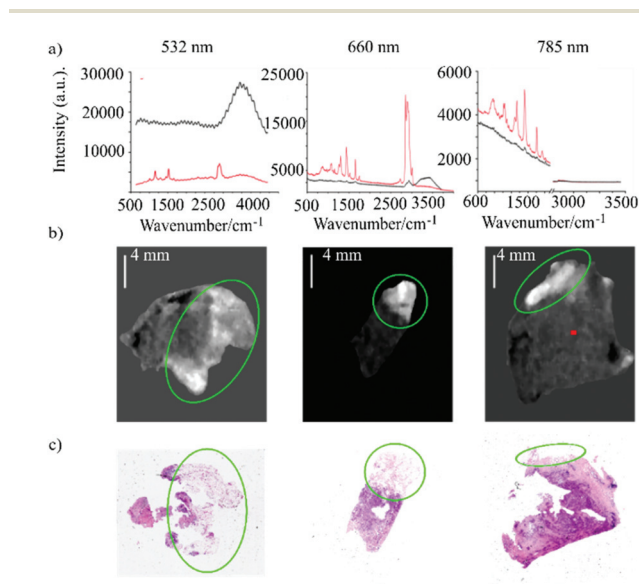 a)
532 nm
660 nm
785 nm
Intensity (a.u.)
30000
20000
10000
500 1500 2500 4000
Wavenumber/cm-1
25000
15000
5000
500 1500 2500 3500
Wavenumber/cm-1
6000
4000
2000
600 1500 3000 3500
Wavenumber/cm-1
b)
4 mm
4 mm
4 mm
c)